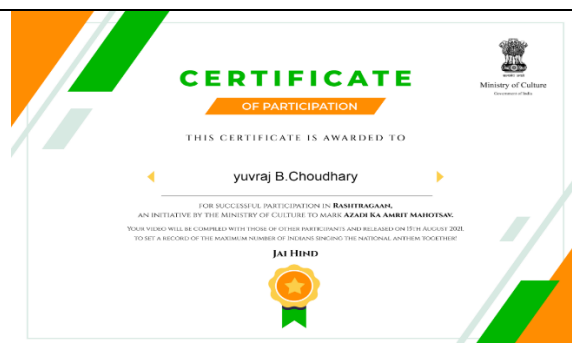 CERTIFICATE
OF PARTICIPATION
Ministry of Culture
Government of India
THIS CERTIFICATE IS AWARDED TO
yuvraj B.Choudhary
FOR SUCCESSFUL PARTICIPATION IN RASHTRAGAAN,
AN INITIATIVE BY THE MINISTRY OF CULTURE TO MARK AZADI KA AMRIT MAHOTSAV.
YOUR VIDEO WILL BE COMPILED WITH THOSE OF OTHER PARTICIPANTS AND RELEASED ON 15TH AUGUST 2021,
TO SET A RECORD OF THE MAXIMUM NUMBER OF INDIANS SINGING THE NATIONAL ANTHEM TOGETHER!
JAI HIND